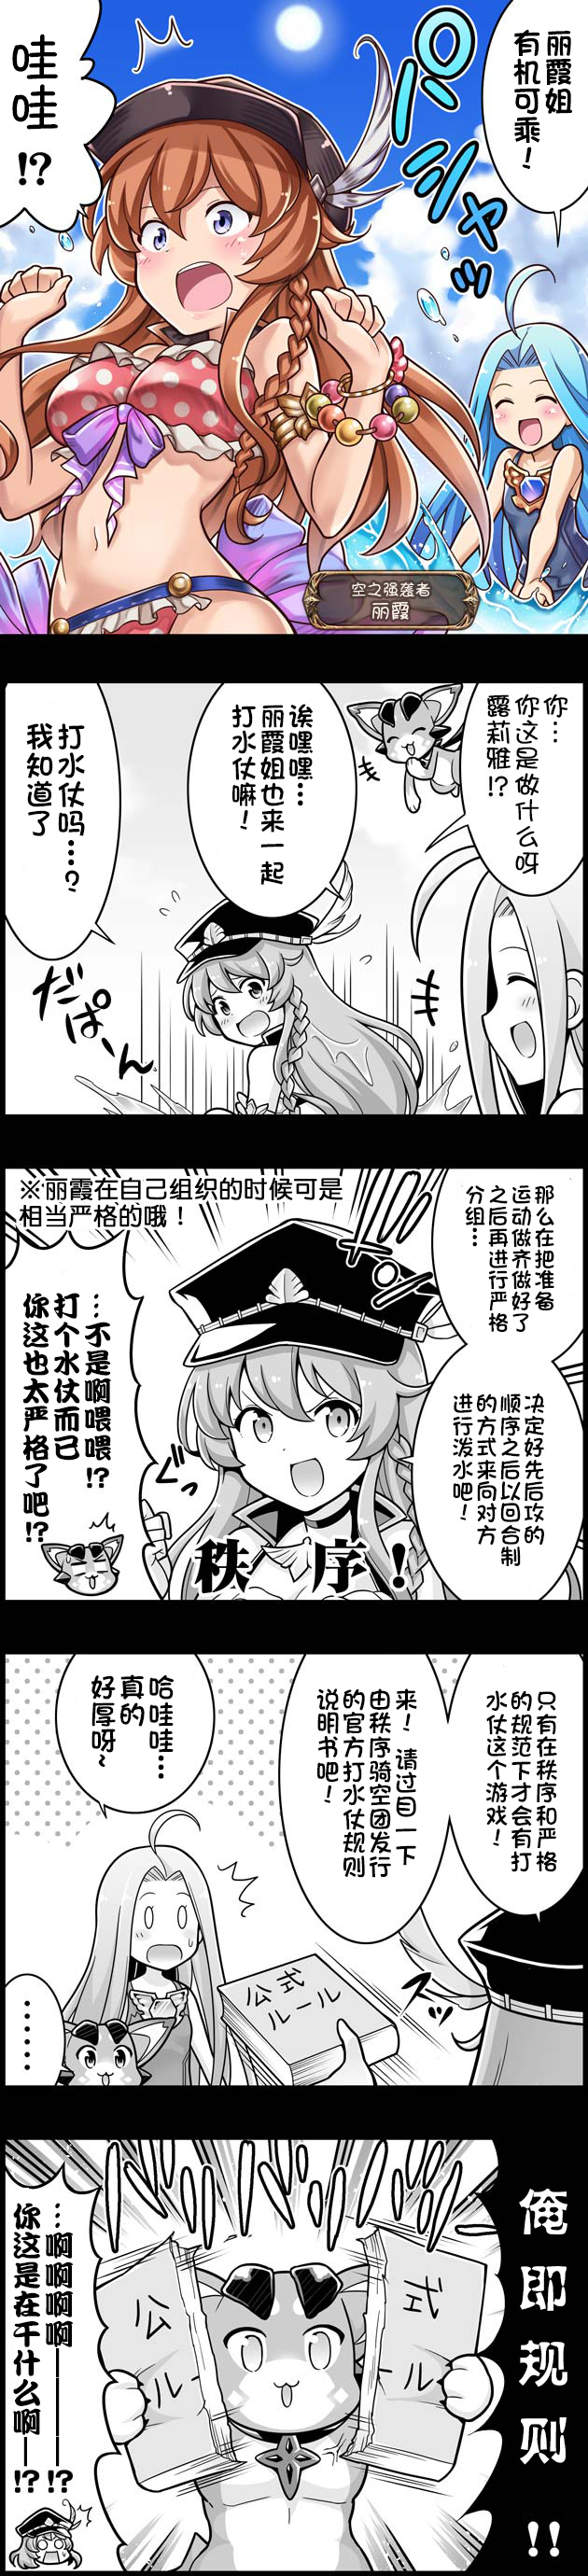 丽霞姐
有机可乘！
パシャッ
哇哇
!?
空之强袭者
丽霞
你…
你这是做什么呀
露莉雅!?
诶嘿嘿…
丽霞姐也来一起
打水仗嘛！
打水仗吗…?
我知道了
だぱぁん
※丽霞在自己组织的时候可是
相当严格的哦！
那么在把准备
运动做齐做好了
之后再进行严格
分组…
决定好先后攻的
顺序之后以回合制
的方式来向对方
进行泼水吧！
…不是啊喂喂!?
打个水仗而已
你这也太严格了吧!?
ぐっ
秩序！
只有在秩序和严格
的规范下才会有打
水仗这个游戏！
来！请过目一下
由秩序骑空团发行
的官方打水仗规则
说明书吧！
哈哇哇…
真的
好厚呀~
公式
ルール
……
俺即规则!!
公式
ルール
…啊啊啊啊——!?
你这是在干什么啊—!?